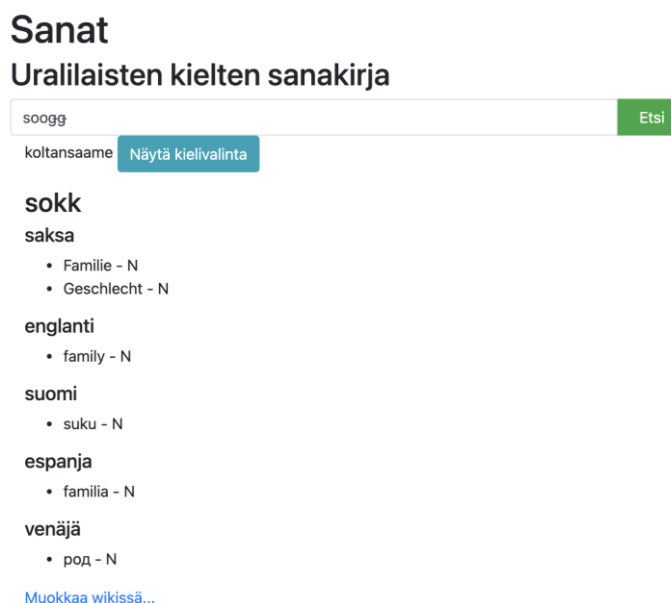 Sanat
Uralilaisten kielten sanakirja
sooǥǥ
Etsi
koltansaame
Näytä kielivalinta
sokk
saksa
• Familie - N
• Geschlecht - N
englanti
• family - N
suomi
• suku - N
espanja
• familia - N
venäjä
• род - N
Muokkaa wikissä...